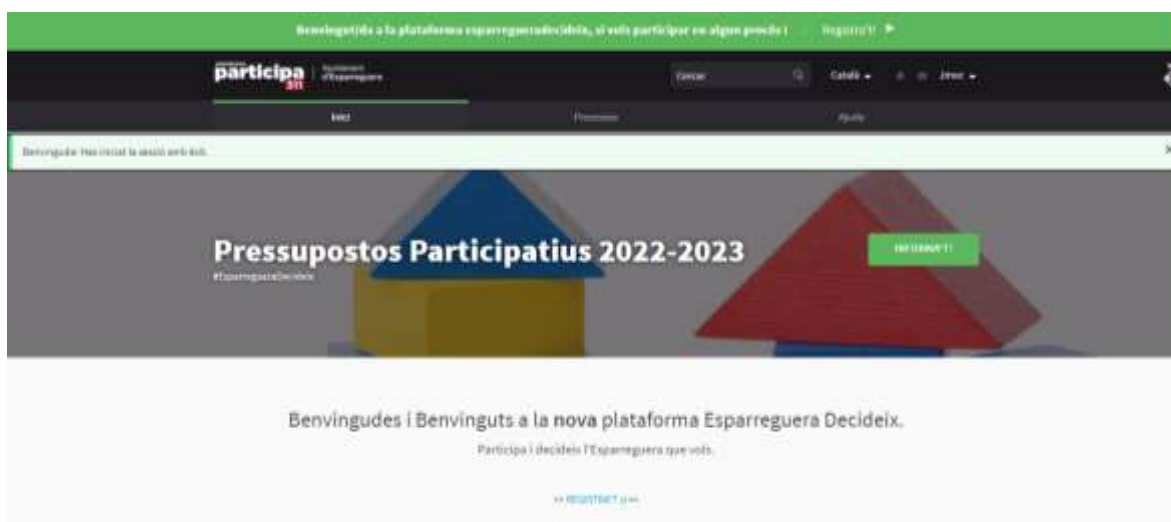 Benvingut/da a la plataforma esparregueradecideix, si vols participar en algun procés i Registra't!
participa 311 Ajuntament d'Esparreguera
Cercar Català
Inici Processos Ajuda
Benvinguda! Has iniciat la sessió amb èxit.
Pressupostos Participatius 2022-2023
#EsparregueraDecideix
INFORMA'T!
Benvingudes i Benvinguts a la nova plataforma Esparreguera Decideix.
Participa i decideix l'Esparreguera que vols.